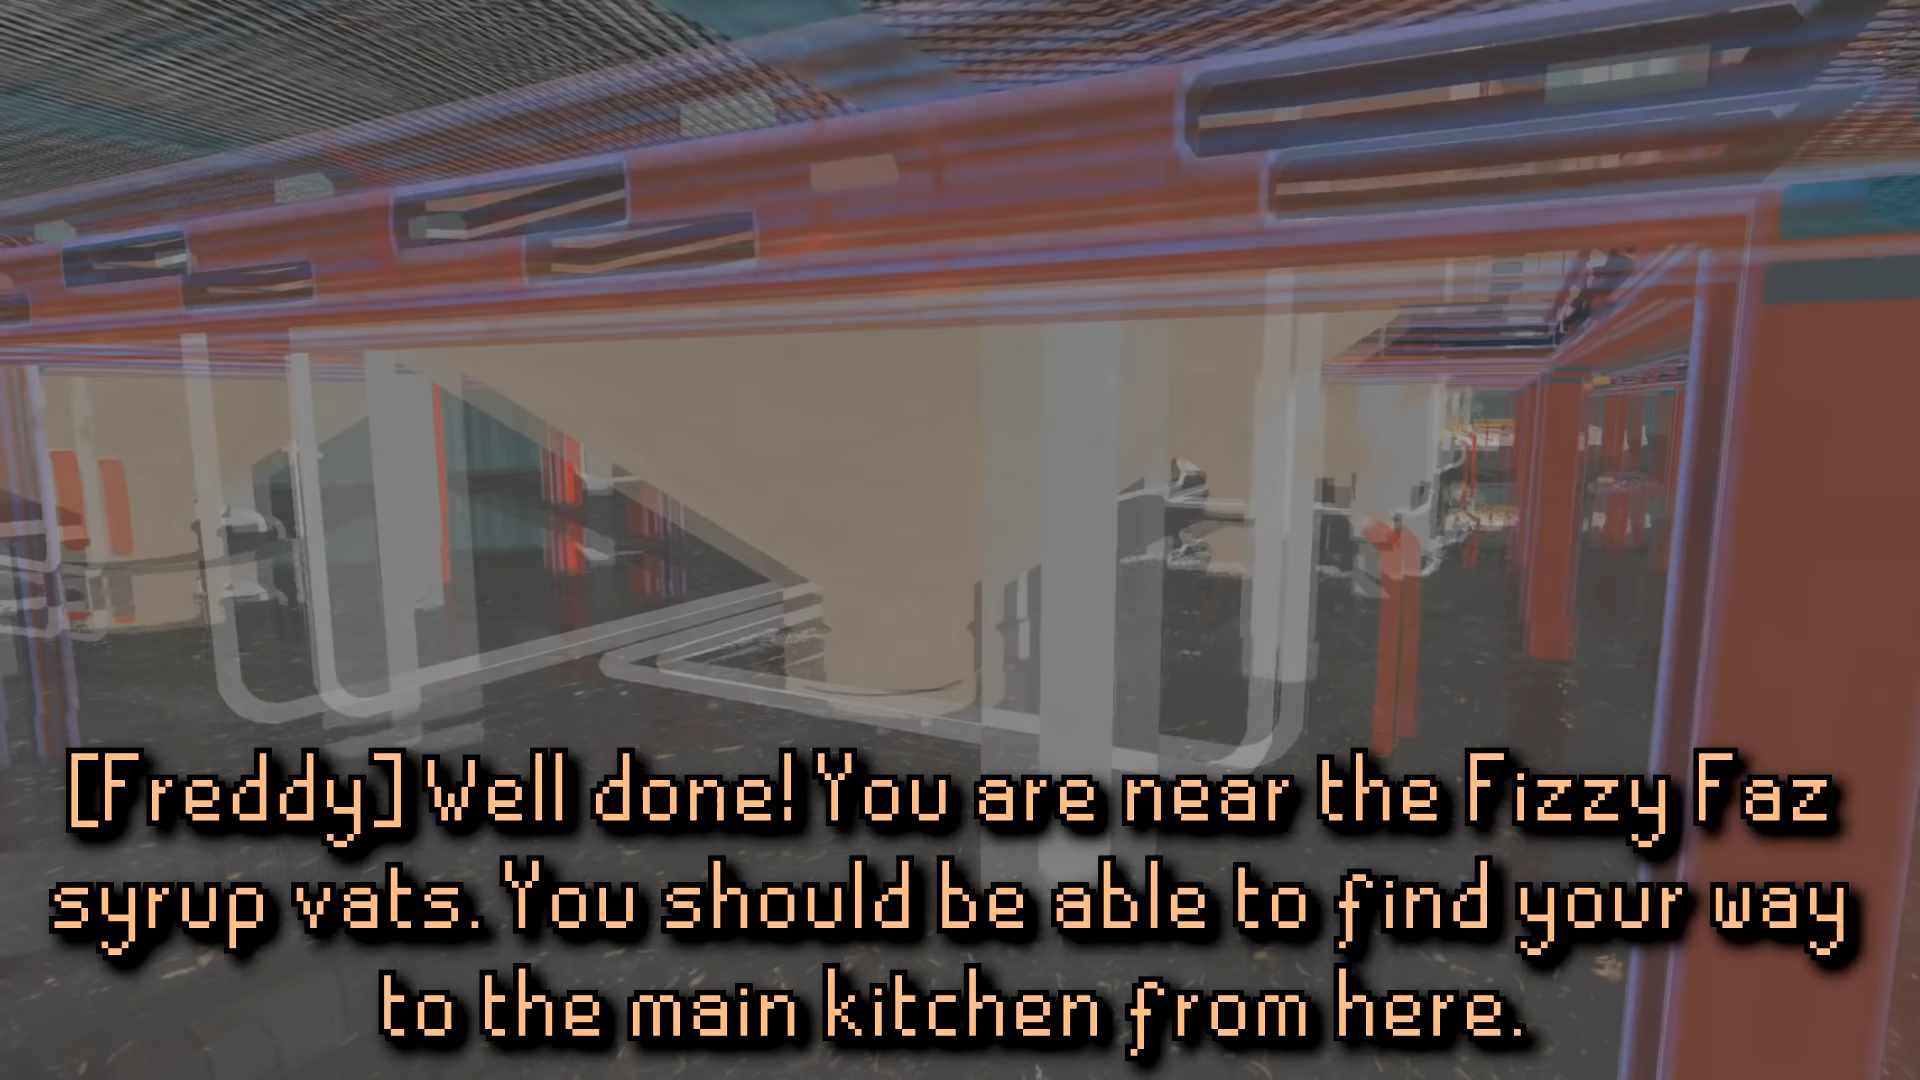 [Freddy] Well done! You are near the Fizzy Faz
syrup vats. You should be able to find your way
to the main kitchen from here.